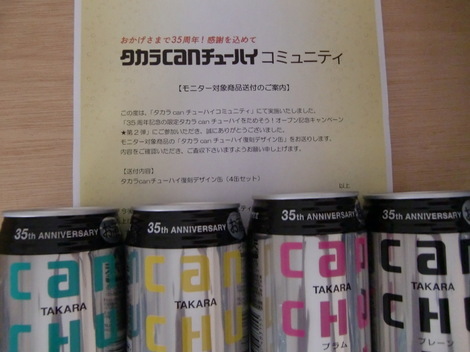 おかげさまで35周年！感謝を込めて
タカラcanチューハイ コミュニティ
【モニター対象商品送付のご案内】
この度は、「タカラ can チューハイコミュニティ」にて実施いたしました、
「35周年記念の限定タカラ can チューハイをためそう！オープン記念キャンペーン
★第2弾」にご参加いただき、誠にありがとうございました。
モニター対象商品の「タカラ can チューハイ復刻デザイン缶」をお送りします。
内容をご確認いただき、ご査収下さいますようお願い申し上げます。
【送付内容】
タカラcanチューハイ復刻デザイン缶（4缶セット）
以上
35th ANNIVERSARY
can
TAKARA
CHU
35th ANNIVERSARY
can
TAKARA
CHU
35th ANNIVERSARY
can
TAKARA
CHU
プラム
35th ANNIVERSARY
can
TAKARA
CHU
プレーン